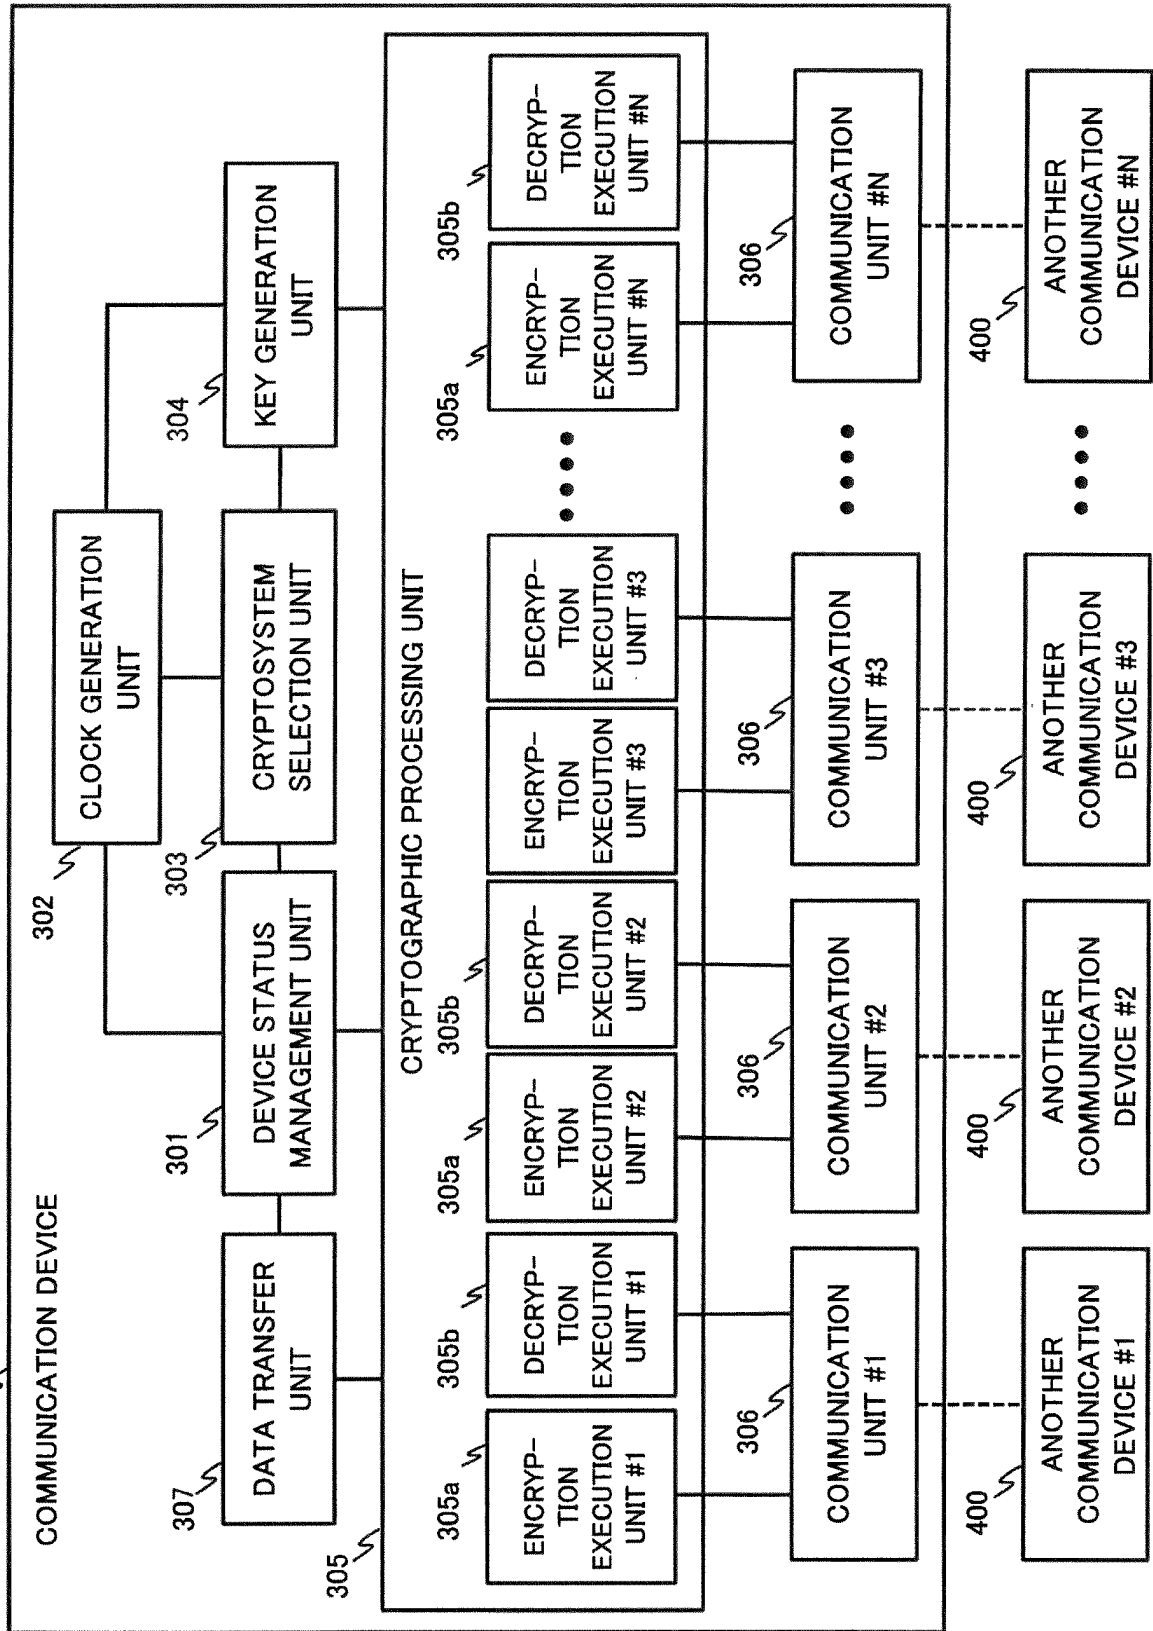 COMMUNICATION DEVICE
302
CLOCK GENERATION
UNIT
307
DATA TRANSFER
UNIT
301
DEVICE STATUS
MANAGEMENT UNIT
303
CRYPTOSYSTEM
SELECTION UNIT
304
KEY GENERATION
UNIT
305
CRYPTOGRAPHIC PROCESSING UNIT
305a
ENCRYP-
TION
EXECUTION
UNIT #1
305b
DECRYP-
TION
EXECUTION
UNIT #1
305a
ENCRYP-
TION
EXECUTION
UNIT #2
305b
DECRYP-
TION
EXECUTION
UNIT #2
ENCRYP-
TION
EXECUTION
UNIT #3
DECRYP-
TION
EXECUTION
UNIT #3
305a
ENCRYP-
TION
EXECUTION
UNIT #N
305b
DECRYP-
TION
EXECUTION
UNIT #N
306
COMMUNICATION
UNIT #1
306
COMMUNICATION
UNIT #2
306
COMMUNICATION
UNIT #3
306
COMMUNICATION
UNIT #N
400
ANOTHER
COMMUNICATION
DEVICE #1
400
ANOTHER
COMMUNICATION
DEVICE #2
400
ANOTHER
COMMUNICATION
DEVICE #3
400
ANOTHER
COMMUNICATION
DEVICE #N